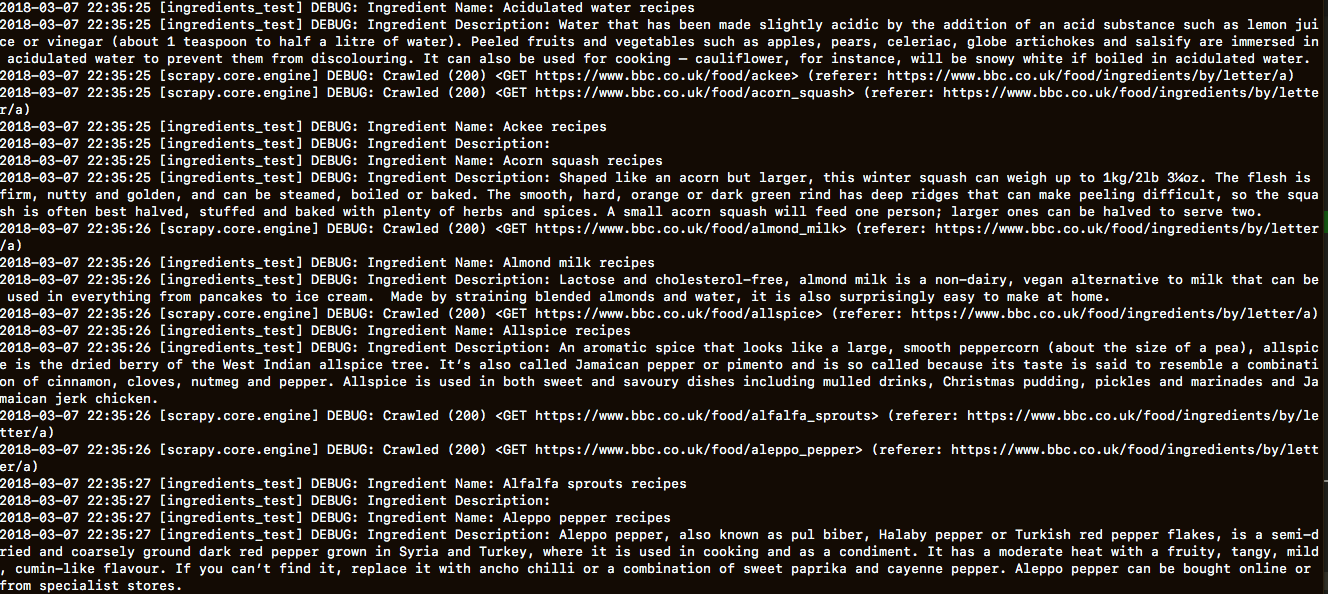 2018-03-07 22:35:25 [ingredients_test] DEBUG: Ingredient Name: Acidulated water recipes
2018-03-07 22:35:25 [ingredients_test] DEBUG: Ingredient Description: Water that has been made slightly acidic by the addition of an acid substance such as lemon jui
ce or vinegar (about 1 teaspoon to half a litre of water). Peeled fruits and vegetables such as apples, pears, celeriac, globe artichokes and salsify are immersed in
 acidulated water to prevent them from discolouring. It can also be used for cooking – cauliflower, for instance, will be snowy white if boiled in acidulated water.
2018-03-07 22:35:25 [scrapy.core.engine] DEBUG: Crawled (200) <GET https://www.bbc.co.uk/food/ackee> (referer: https://www.bbc.co.uk/food/ingredients/by/letter/a)
2018-03-07 22:35:25 [scrapy.core.engine] DEBUG: Crawled (200) <GET https://www.bbc.co.uk/food/acorn_squash> (referer: https://www.bbc.co.uk/food/ingredients/by/lette
r/a)
2018-03-07 22:35:25 [ingredients_test] DEBUG: Ingredient Name: Ackee recipes
2018-03-07 22:35:25 [ingredients_test] DEBUG: Ingredient Description:
2018-03-07 22:35:25 [ingredients_test] DEBUG: Ingredient Name: Acorn squash recipes
2018-03-07 22:35:25 [ingredients_test] DEBUG: Ingredient Description: Shaped like an acorn but larger, this winter squash can weigh up to 1kg/2lb 3¼oz. The flesh is
firm, nutty and golden, and can be steamed, boiled or baked. The smooth, hard, orange or dark green rind has deep ridges that can make peeling difficult, so the squa
sh is often best halved, stuffed and baked with plenty of herbs and spices. A small acorn squash will feed one person; larger ones can be halved to serve two.
2018-03-07 22:35:26 [scrapy.core.engine] DEBUG: Crawled (200) <GET https://www.bbc.co.uk/food/almond_milk> (referer: https://www.bbc.co.uk/food/ingredients/by/letter
/a)
2018-03-07 22:35:26 [ingredients_test] DEBUG: Ingredient Name: Almond milk recipes
2018-03-07 22:35:26 [ingredients_test] DEBUG: Ingredient Description: Lactose and cholesterol-free, almond milk is a non-dairy, vegan alternative to milk that can be
 used in everything from pancakes to ice cream.  Made by straining blended almonds and water, it is also surprisingly easy to make at home.
2018-03-07 22:35:26 [scrapy.core.engine] DEBUG: Crawled (200) <GET https://www.bbc.co.uk/food/allspice> (referer: https://www.bbc.co.uk/food/ingredients/by/letter/a)
2018-03-07 22:35:26 [ingredients_test] DEBUG: Ingredient Name: Allspice recipes
2018-03-07 22:35:26 [ingredients_test] DEBUG: Ingredient Description: An aromatic spice that looks like a large, smooth peppercorn (about the size of a pea), allspic
e is the dried berry of the West Indian allspice tree. It’s also called Jamaican pepper or pimento and is so called because its taste is said to resemble a combinati
on of cinnamon, cloves, nutmeg and pepper. Allspice is used in both sweet and savoury dishes including mulled drinks, Christmas pudding, pickles and marinades and Ja
maican jerk chicken.
2018-03-07 22:35:26 [scrapy.core.engine] DEBUG: Crawled (200) <GET https://www.bbc.co.uk/food/alfalfa_sprouts> (referer: https://www.bbc.co.uk/food/ingredients/by/le
tter/a)
2018-03-07 22:35:26 [scrapy.core.engine] DEBUG: Crawled (200) <GET https://www.bbc.co.uk/food/aleppo_pepper> (referer: https://www.bbc.co.uk/food/ingredients/by/lett
er/a)
2018-03-07 22:35:27 [ingredients_test] DEBUG: Ingredient Name: Alfalfa sprouts recipes
2018-03-07 22:35:27 [ingredients_test] DEBUG: Ingredient Description:
2018-03-07 22:35:27 [ingredients_test] DEBUG: Ingredient Name: Aleppo pepper recipes
2018-03-07 22:35:27 [ingredients_test] DEBUG: Ingredient Description: Aleppo pepper, also known as pul biber, Halaby pepper or Turkish red pepper flakes, is a semi-d
ried and coarsely ground dark red pepper grown in Syria and Turkey, where it is used in cooking and as a condiment. It has a moderate heat with a fruity, tangy, mild
, cumin-like flavour. If you can’t find it, replace it with ancho chilli or a combination of sweet paprika and cayenne pepper. Aleppo pepper can be bought online or
from specialist stores.